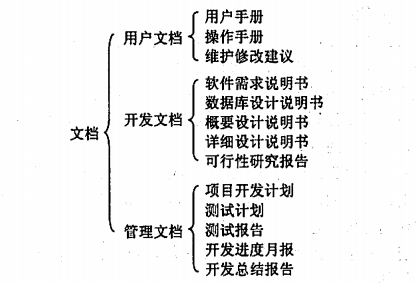 用户手册
用户文档
操作手册
维护修改建议
软件需求说明书
数据库设计说明书
开发文档
概要设计说明书
文档
详细设计说明书
可行性研究报告
项目开发计划
测试计划
管理文档
测试报告
开发进度月报
开发总结报告